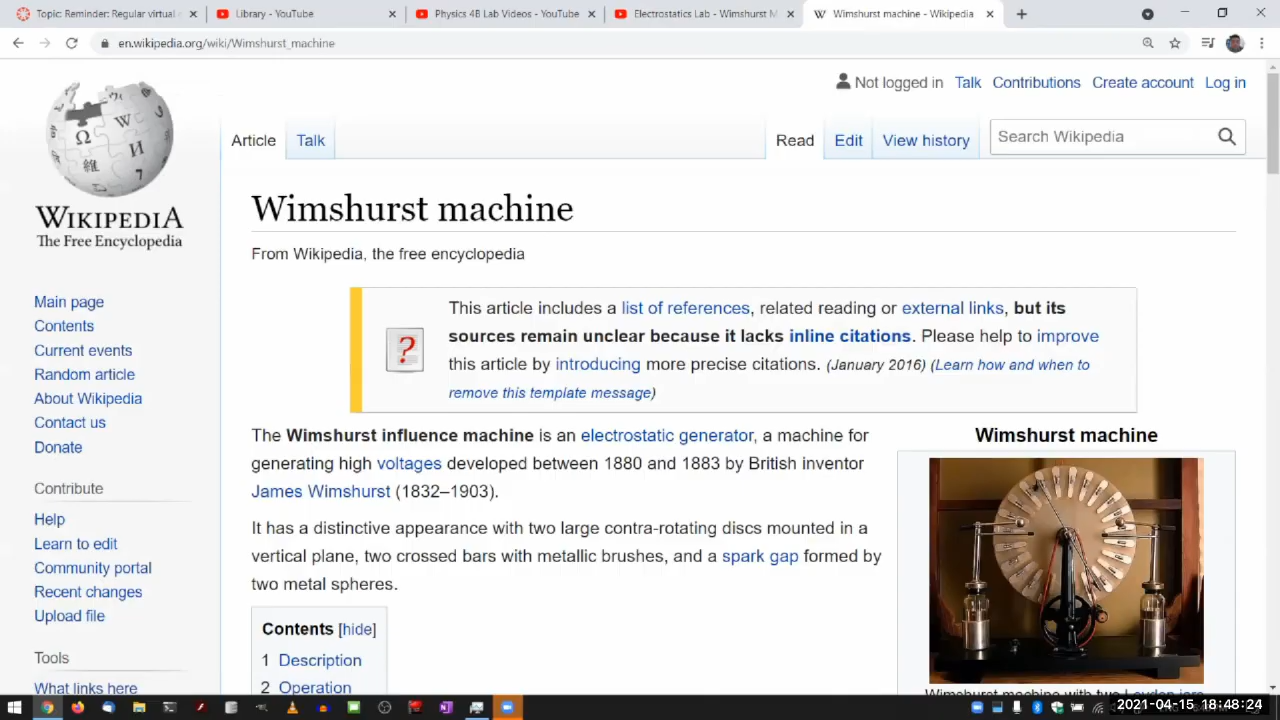 Topic: Reminder: Regular virtual
Library - YouTube
Physics 4B Lab Videos - YouTube
Electrostatics Lab - Wimshurst M
Wimshurst machine - Wikipedia
en.wikipedia.org/wiki/Wimshurst_machine
Not logged in Talk Contributions Create account Log in
Article Talk Read Edit View history Search Wikipedia
WIKIPEDIA
The Free Encyclopedia
Main page
Contents
Current events
Random article
About Wikipedia
Contact us
Donate
Contribute
Help
Learn to edit
Community portal
Recent changes
Upload file
Tools
What links here
Wimshurst machine
From Wikipedia, the free encyclopedia
This article includes a list of references, related reading or external links, but its
sources remain unclear because it lacks inline citations. Please help to improve
this article by introducing more precise citations. (January 2016) (Learn how and when to
remove this template message)
The Wimshurst influence machine is an electrostatic generator, a machine for
generating high voltages developed between 1880 and 1883 by British inventor
James Wimshurst (1832–1903).
It has a distinctive appearance with two large contra-rotating discs mounted in a
vertical plane, two crossed bars with metallic brushes, and a spark gap formed by
two metal spheres.
Contents [hide]
1 Description
2 Operation
Wimshurst machine
Wimshurst machine with two Leyden jars
2021-04-15 18:48:24